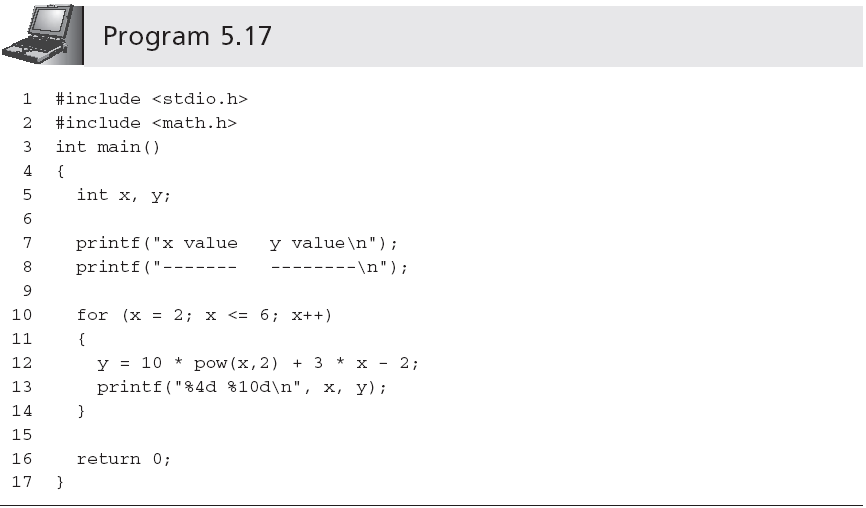 Program 5.17
1 #include <stdio.h>
2 #include <math.h>
3 int main()
4 {
5   int x, y;
6
7   printf("x value   y value\n");
8   printf("-------   --------\n");
9
10   for (x = 2; x <= 6; x++)
11   {
12     y = 10 * pow(x,2) + 3 * x - 2;
13     printf("%4d %10d\n", x, y);
14   }
15
16   return 0;
17 }